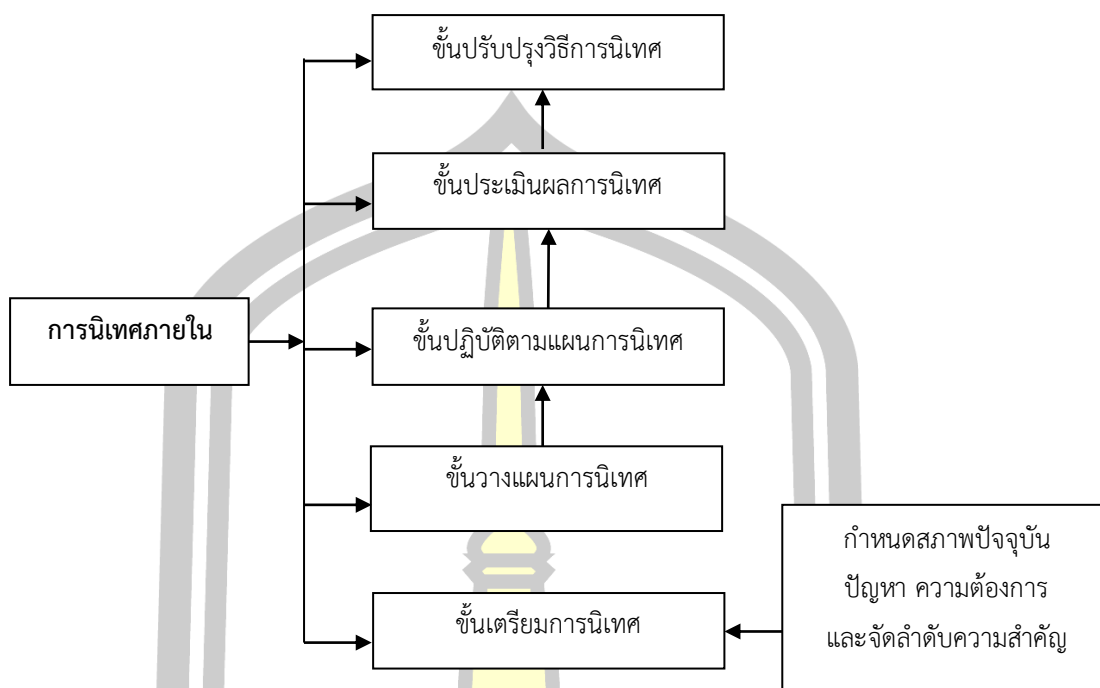 ขั้นปรับปรุงวิธีการนิเทศ
ขั้นประเมินผลการนิเทศ
การนิเทศภายใน
ขั้นปฏิบัติตามแผนการนิเทศ
ขั้นวางแผนการนิเทศ
ขั้นเตรียมการนิเทศ
กำหนดสภาพปัจจุบัน
ปัญหา ความต้องการ
และจัดลำดับความสำคัญ